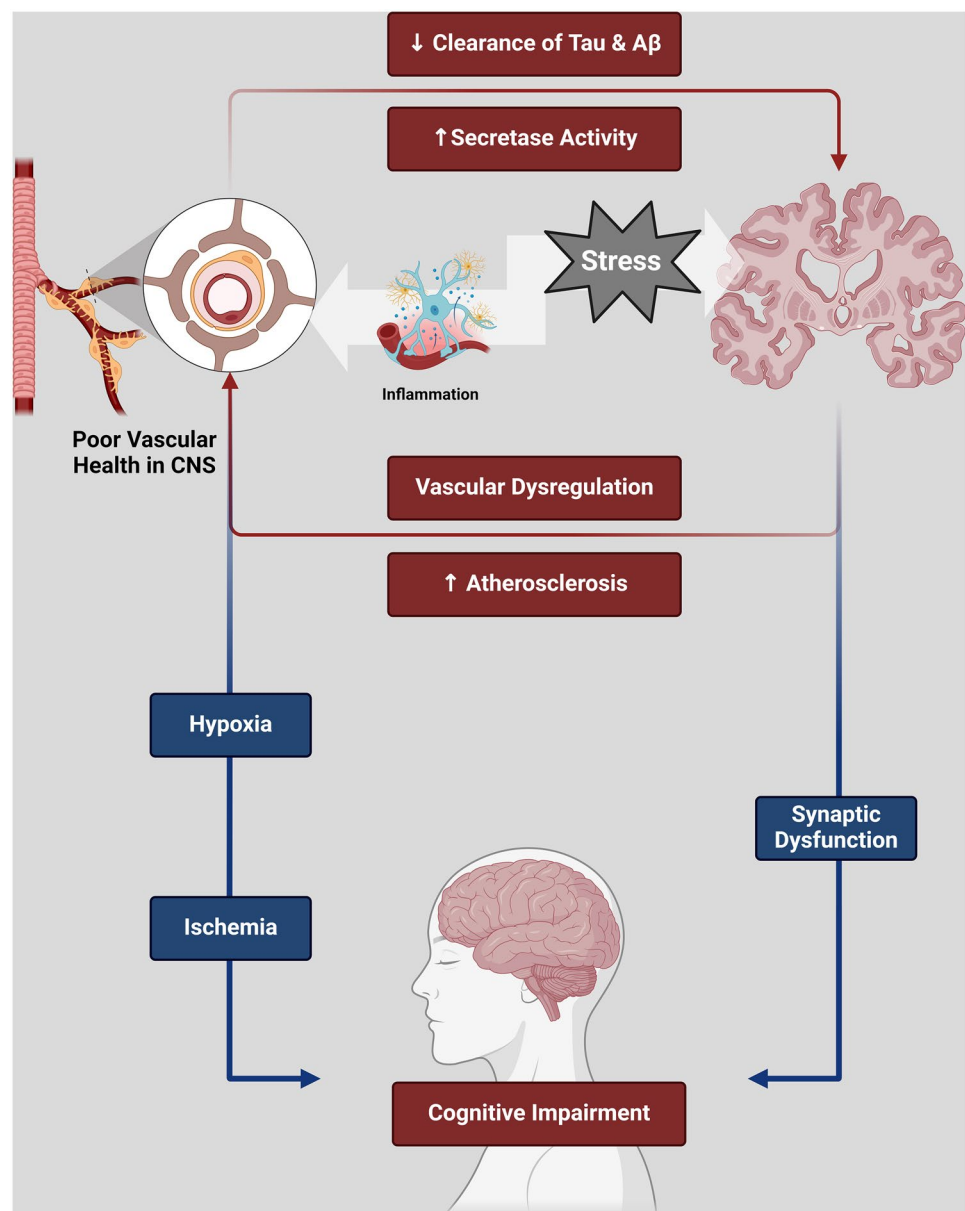 ↓ Clearance of Tau & Aβ
↑Secretase Activity
Stress
Inflammation
Poor Vascular
Health in CNS
Vascular Dysregulation
↑ Atherosclerosis
Hypoxia
Synaptic
Dysfunction
Ischemia
Cognitive Impairment